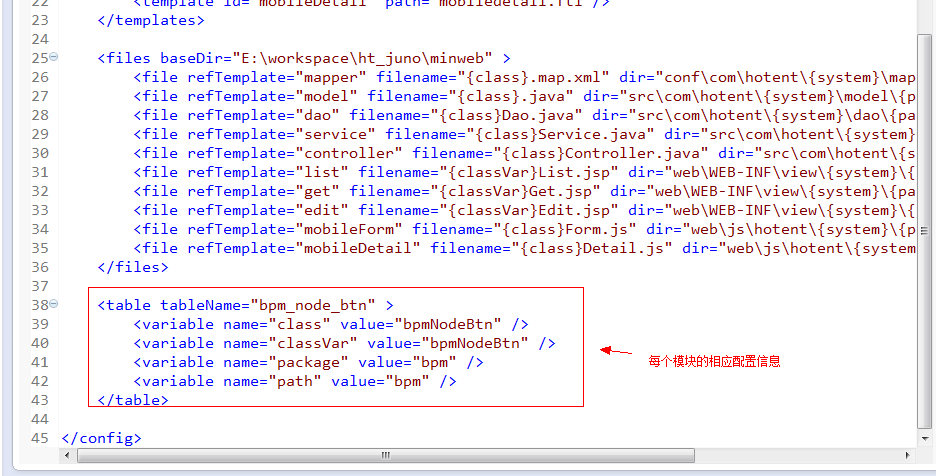 22 <template id="mobileDetail" path="mobiledetail.ftl"/>
23 </templates>
24
25 <files baseDir="E:\workspace\ht_juno\minweb" >
26 <file refTemplate="mapper" filename="{class}.map.xml" dir="conf\com\hotent\{system}\map
27 <file refTemplate="model" filename="{class}.java" dir="src\com\hotent\{system}\model\{p
28 <file refTemplate="dao" filename="{class}Dao.java" dir="src\com\hotent\{system}\dao\{pa
29 <file refTemplate="service" filename="{class}Service.java" dir="src\com\hotent\{system}
30 <file refTemplate="controller" filename="{class}Controller.java" dir="src\com\hotent\{s
31 <file refTemplate="list" filename="{classVar}List.jsp" dir="web\WEB-INF\view\{system}\{
32 <file refTemplate="get" filename="{classVar}Get.jsp" dir="web\WEB-INF\view\{system}\{pa
33 <file refTemplate="edit" filename="{classVar}Edit.jsp" dir="web\WEB-INF\view\{system}\{
34 <file refTemplate="mobileForm" filename="{class}Form.js" dir="web\js\hotent\{system}\{p
35 <file refTemplate="mobileDetail" filename="{class}Detail.js" dir="web\js\hotent\{system
36 </files>
37
38 <table tableName="bpm_node_btn" >
39 <variable name="class" value="bpmNodeBtn" />
40 <variable name="classVar" value="bpmNodeBtn" />
41 <variable name="package" value="bpm" />
42 <variable name="path" value="bpm" />
43 </table>
每个模块的相应配置信息
44
45 </config>